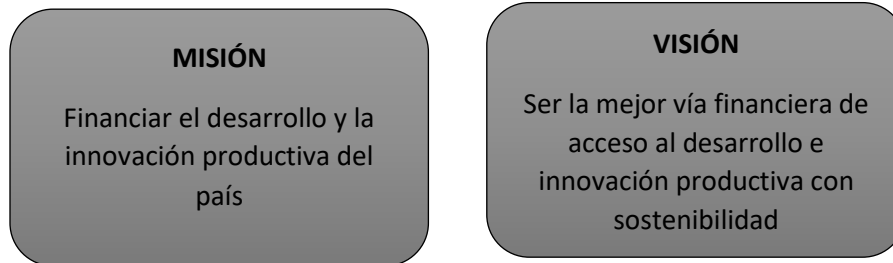 MISIÓN
Financiar el desarrollo y la
innovación productiva del
país
VISIÓN
Ser la mejor vía financiera de
acceso al desarrollo e
innovación productiva con
sostenibilidad